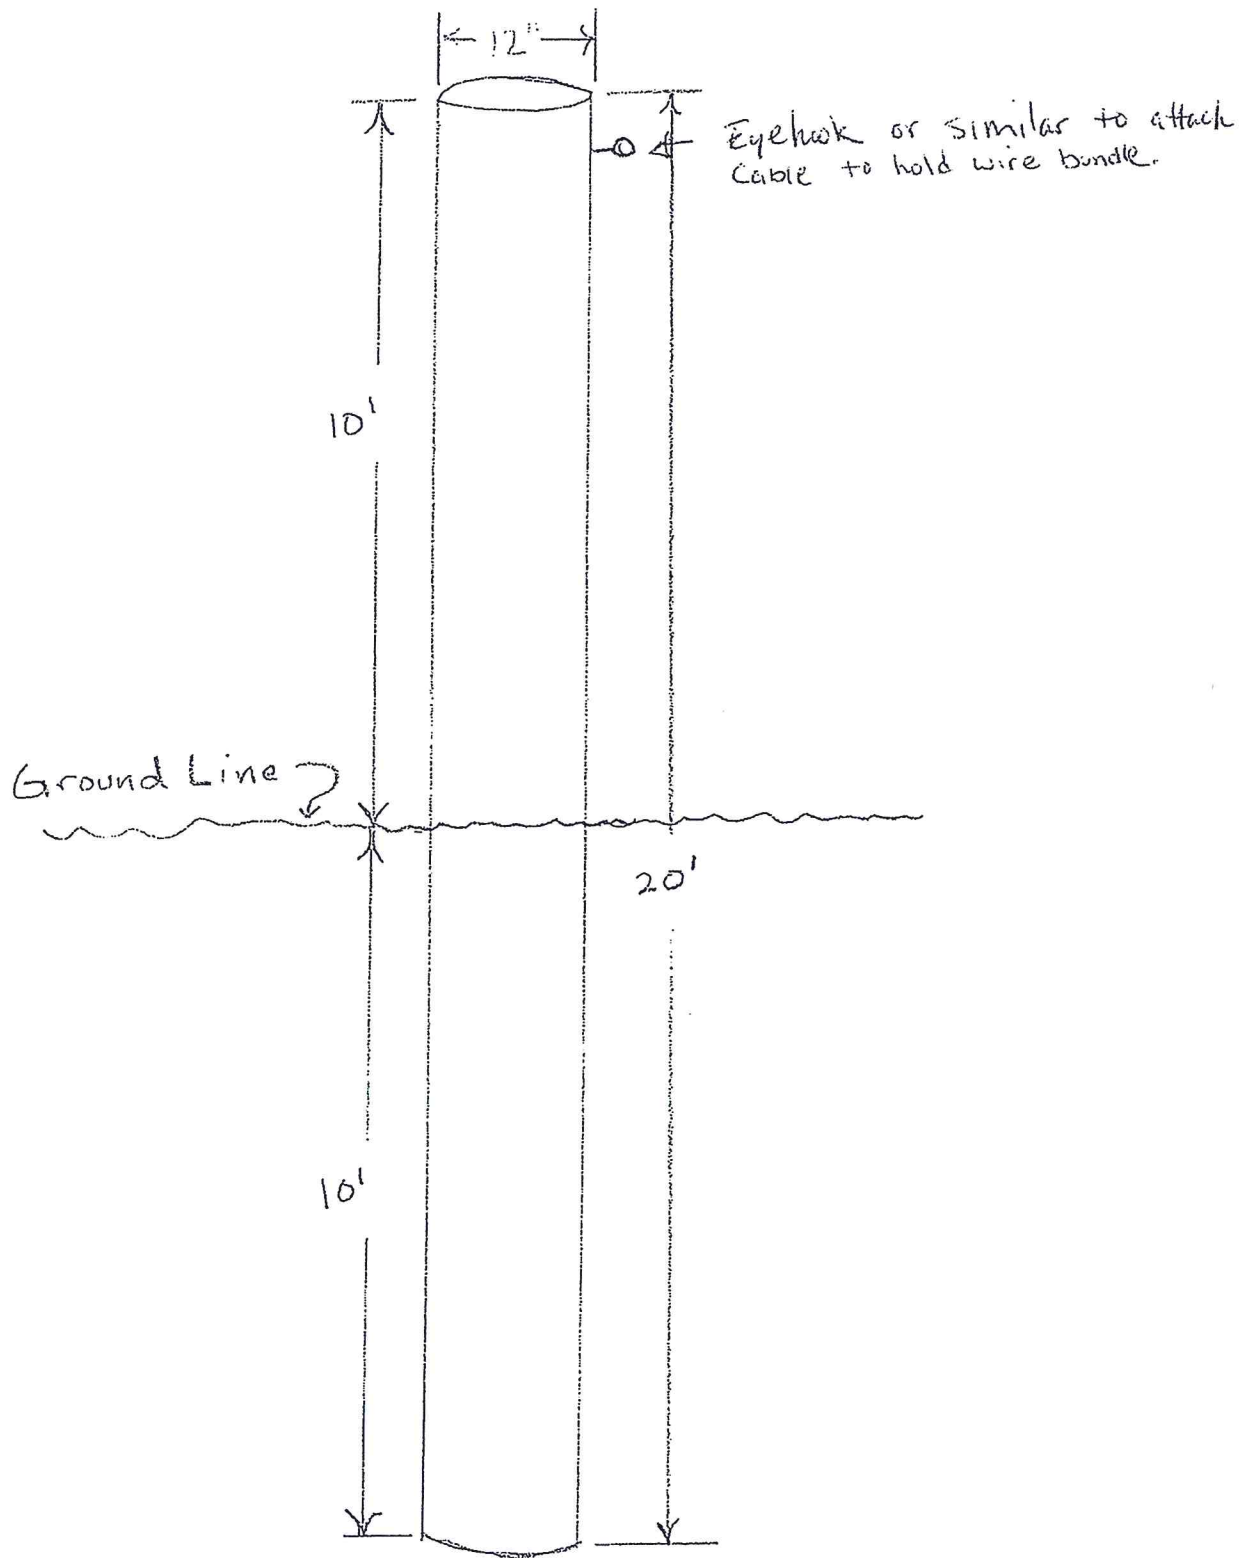 12"
Eyehook or similar to attach
Cable to hold wire bundle.
10'
Ground Line
20'
10'